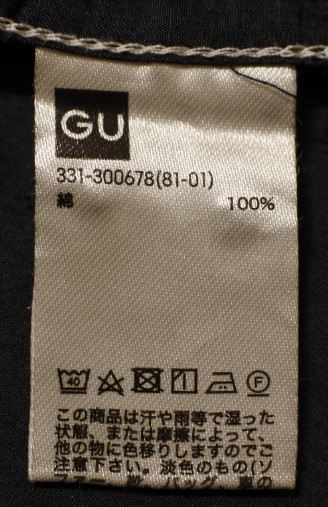 GU
331-300678(81-01)
綿 100%
40 F
この商品は汗や雨等で湿った
状態、または摩擦によって、
他の物に色移りしますのでご
注意下さい。淡色のもの(ソ
ファー、靴、バッグ、車の